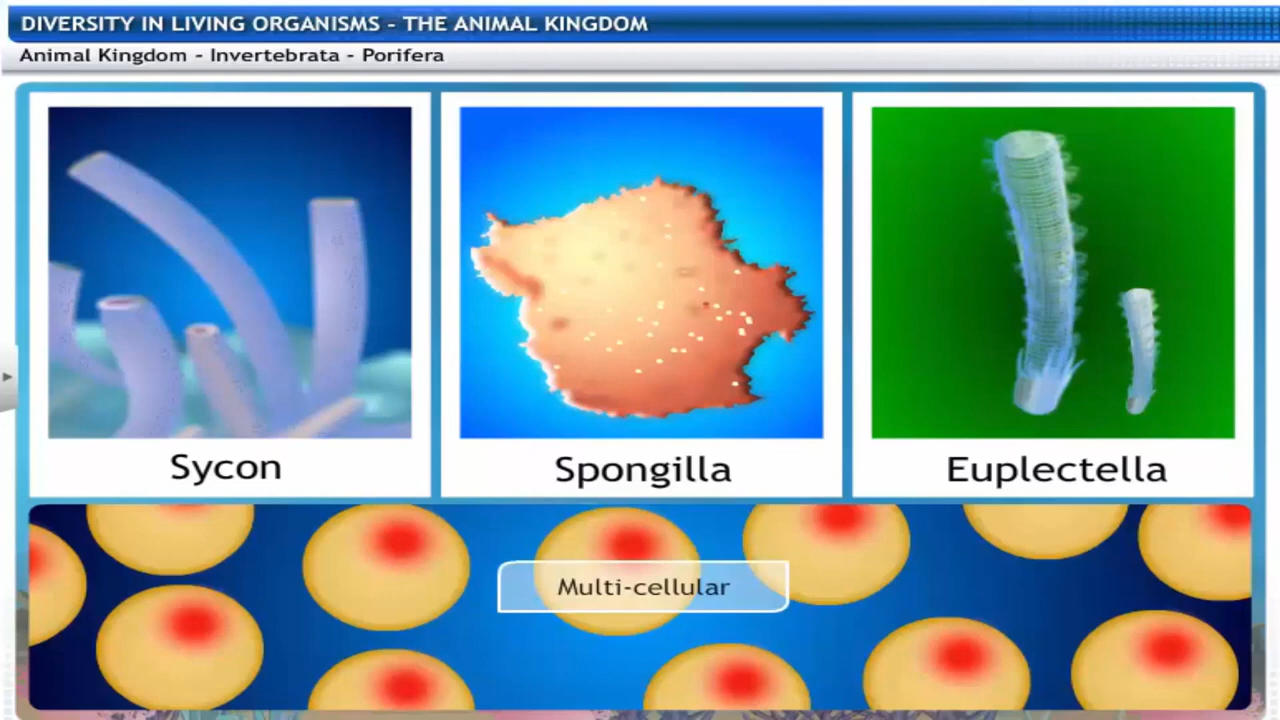 DIVERSITY IN LIVING ORGANISMS - THE ANIMAL KINGDOM
Animal Kingdom - Invertebrata - Porifera
Sycon
Spongilla
Euplectella
Multi-cellular